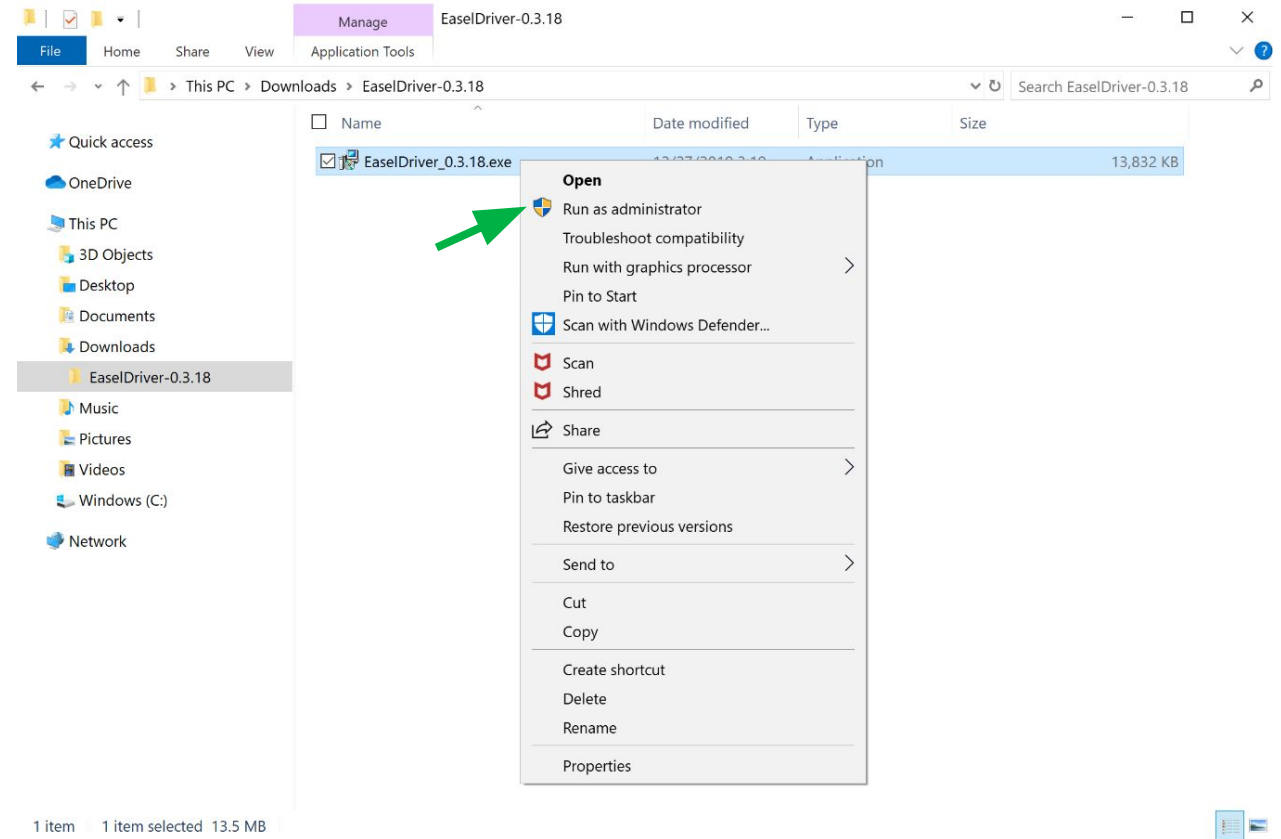 Manage
EaselDriver-0.3.18
File
Home
Share
View
Application Tools
This PC > Downloads > EaselDriver-0.3.18
Search EaselDriver-0.3.18
Name
Date modified
Type
Size
EaselDriver_0.3.18.exe
13,832 KB
Quick access
OneDrive
This PC
3D Objects
Desktop
Documents
Downloads
EaselDriver-0.3.18
Music
Pictures
Videos
Windows (C:)
Network
Open
Run as administrator
Troubleshoot compatibility
Run with graphics processor
Pin to Start
Scan with Windows Defender...
Scan
Shred
Share
Give access to
Pin to taskbar
Restore previous versions
Send to
Cut
Copy
Create shortcut
Delete
Rename
Properties
1 item
1 item selected 13.5 MB